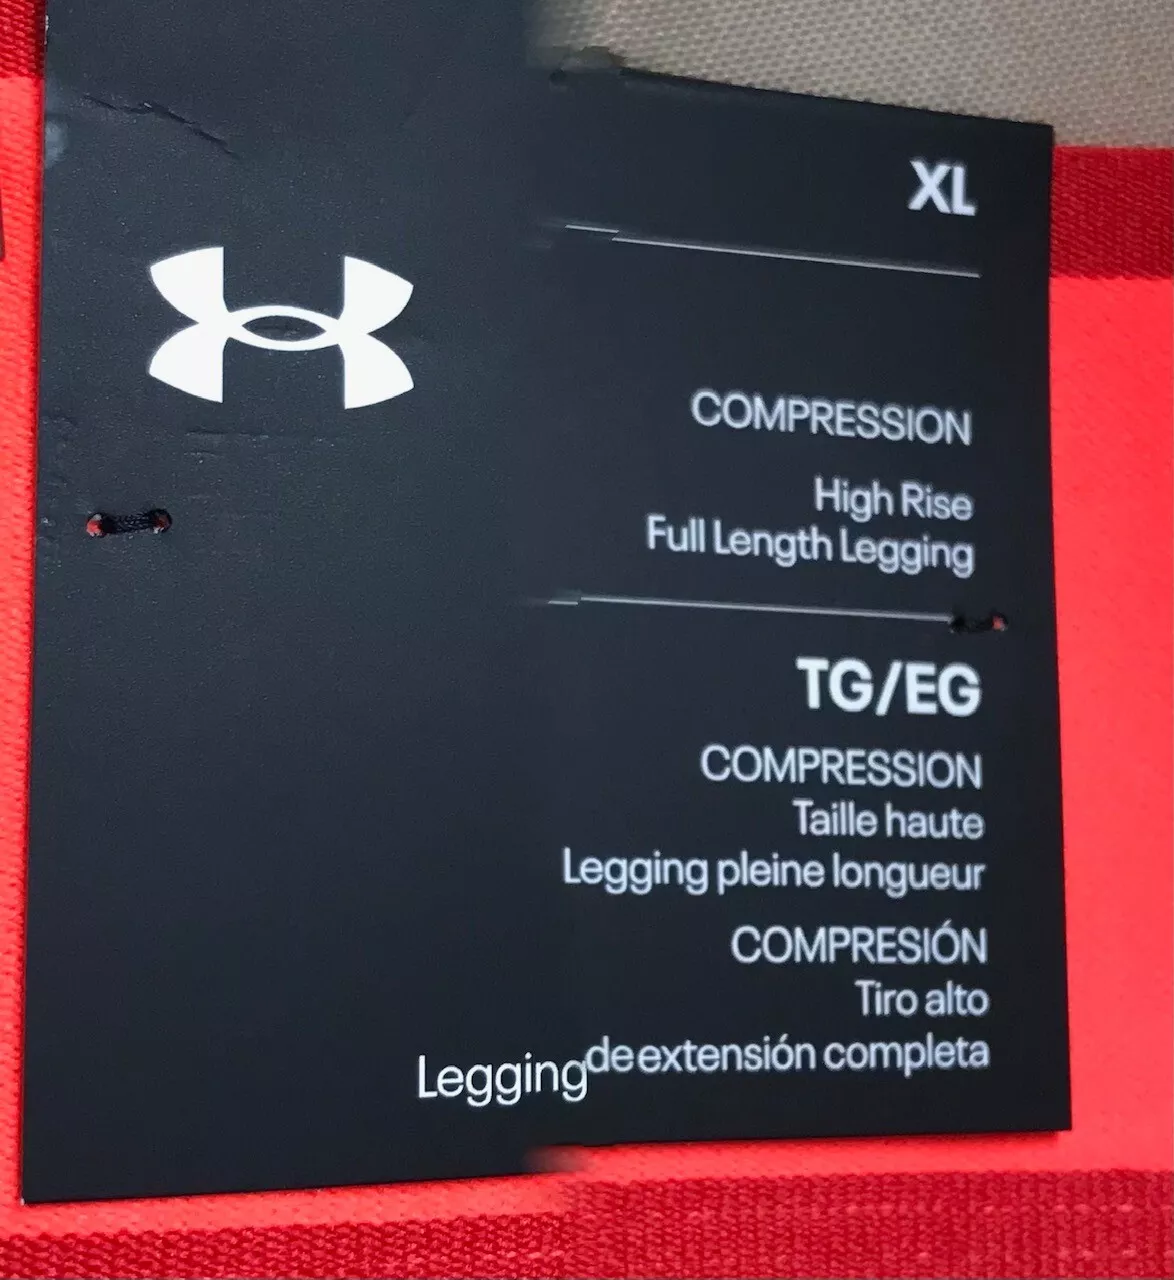 XL
COMPRESSION
High Rise
Full Length Legging
TG/EG
COMPRESSION
Taille haute
Legging pleine longueur
COMPRESIÓN
Tiro alto
Legging de extensión completa